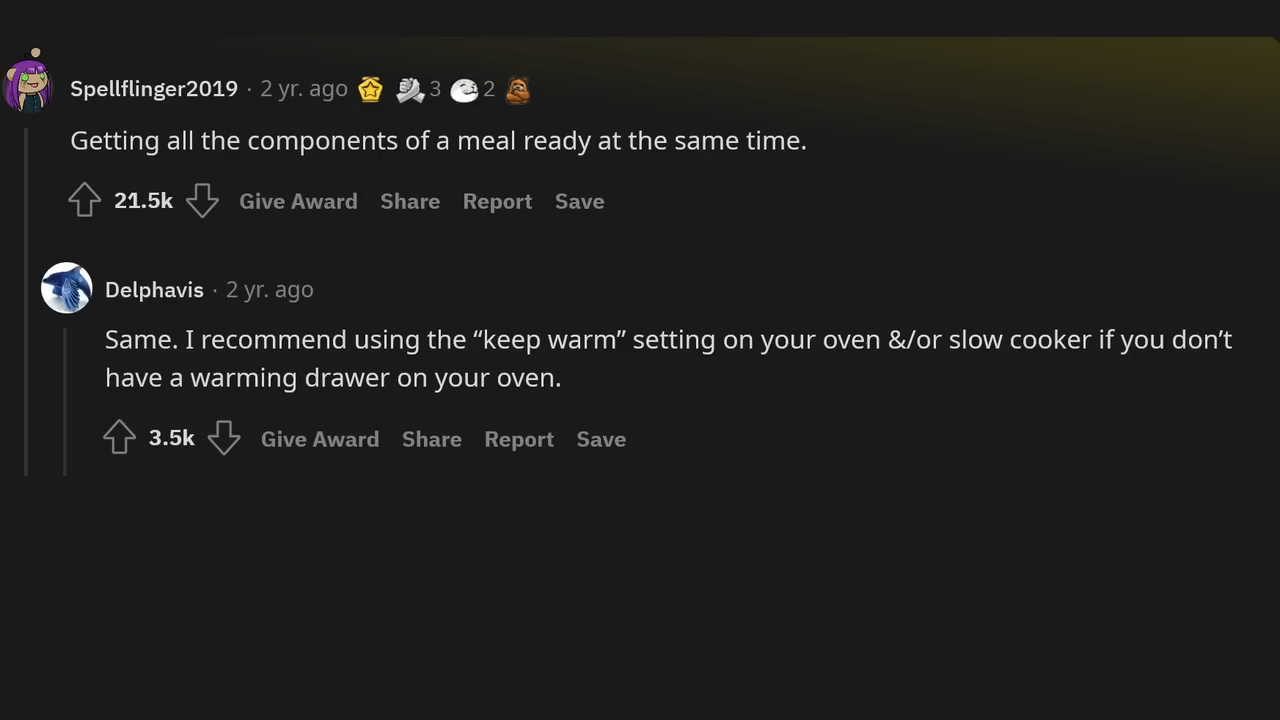 Spellflinger2019 · 2 yr. ago 3 2
Getting all the components of a meal ready at the same time.
21.5k Give Award Share Report Save
Delphavis · 2 yr. ago
Same. I recommend using the “keep warm” setting on your oven &/or slow cooker if you don’t
have a warming drawer on your oven.
3.5k Give Award Share Report Save